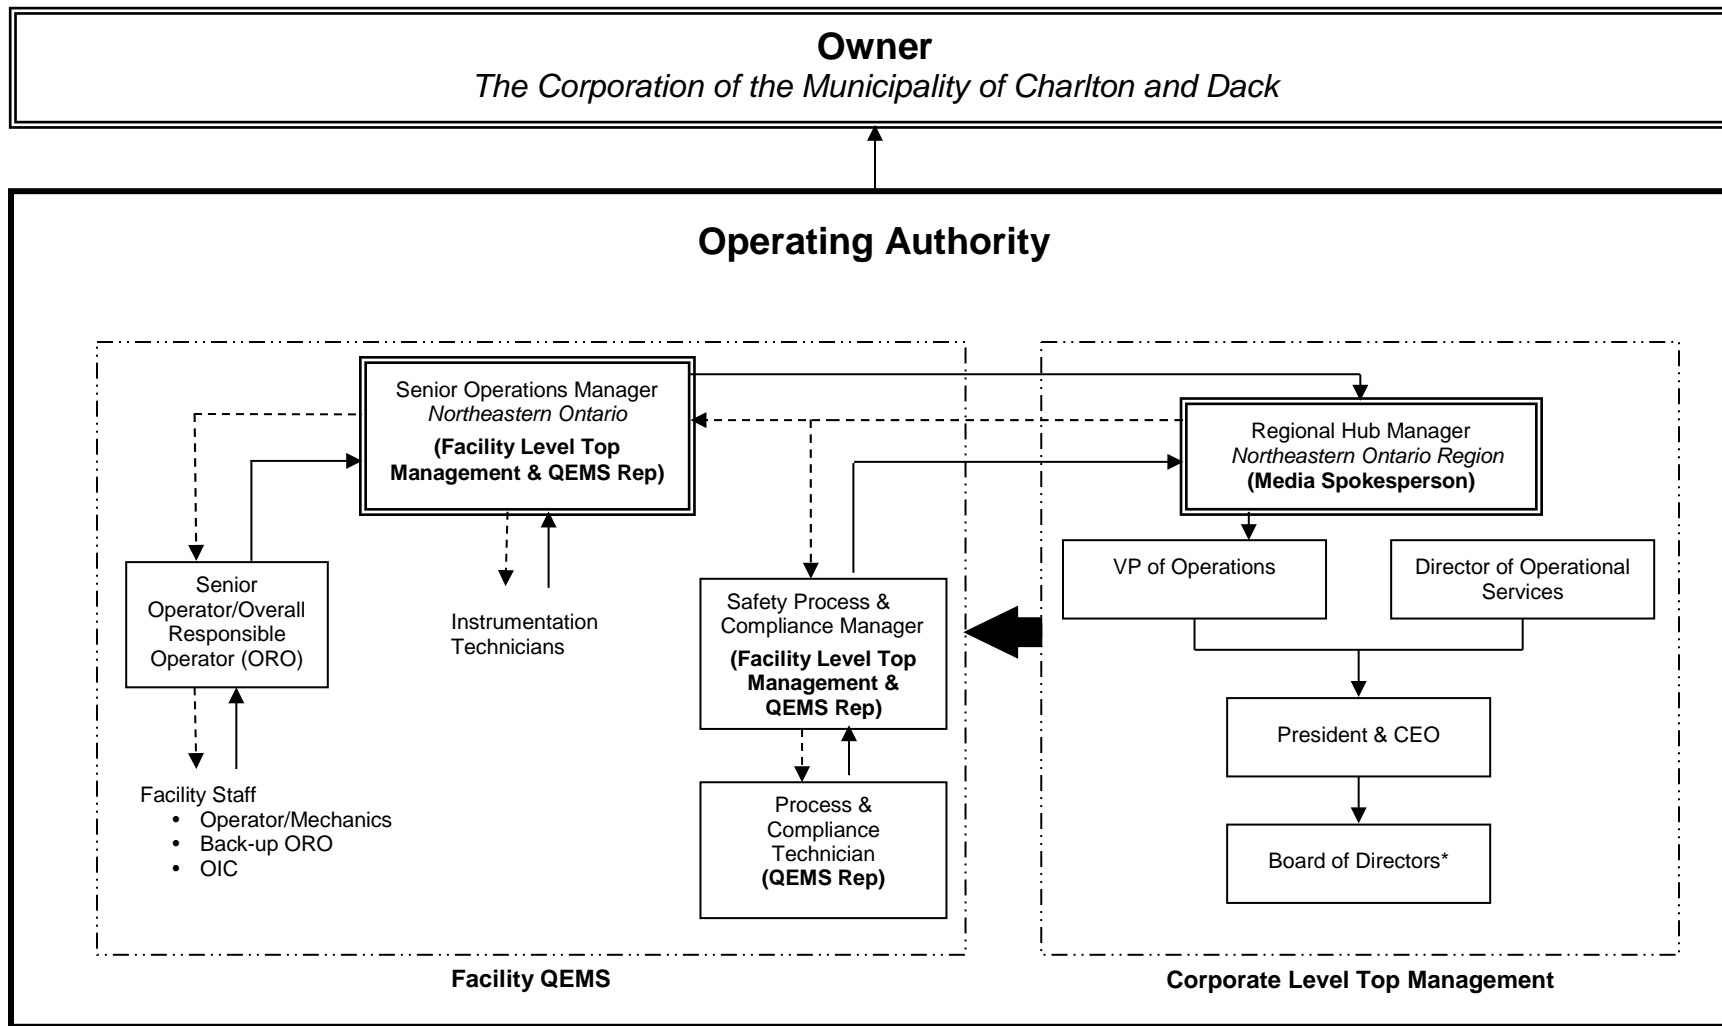 Owner
The Corporation of the Municipality of Charlton and Dack
Operating Authority
Senior Operations Manager
Northeastern Ontario
(Facility Level Top
Management & QEMS Rep)
Regional Hub Manager
Northeastern Ontario Region
(Media Spokesperson)
Senior
Operator/Overall
Responsible
Operator (ORO)
Instrumentation
Technicians
Safety Process &
Compliance Manager
(Facility Level Top
Management &
QEMS Rep)
VP of Operations
Director of Operational
Services
President & CEO
Facility Staff
• Operator/Mechanics
• Back-up ORO
• OIC
Process &
Compliance
Technician
(QEMS Rep)
Board of Directors*
Facility QEMS
Corporate Level Top Management